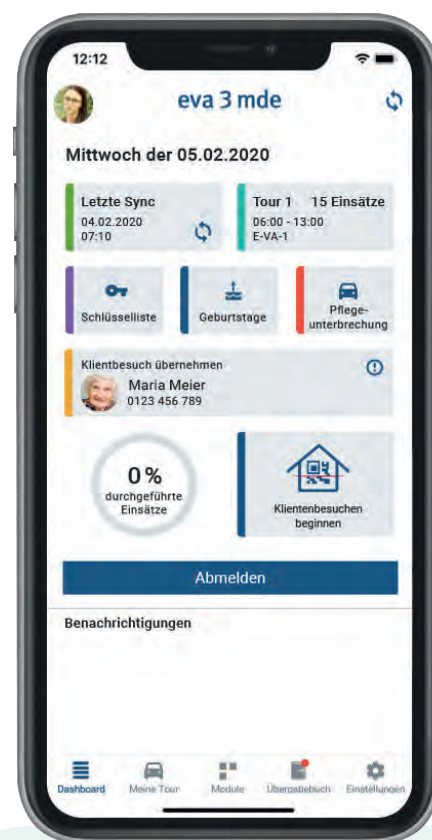 12:12
eva 3 mde
Mittwoch der 05.02.2020
Letzte Sync
04.02.2020
07:10
Tour 1 15 Einsätze
06:00 - 13:00
E-VA-1
Schlüsselliste
Geburtstage
Pflege-
unterbrechung
Klientbesuch übernehmen
Maria Meier
0123 456 789
0 %
durchgeführte
Einsätze
Klientenbesuchen
beginnen
Abmelden
Benachrichtigungen
Dashboard
Meine Tour
Module
Übergabebuch
Einstellungen